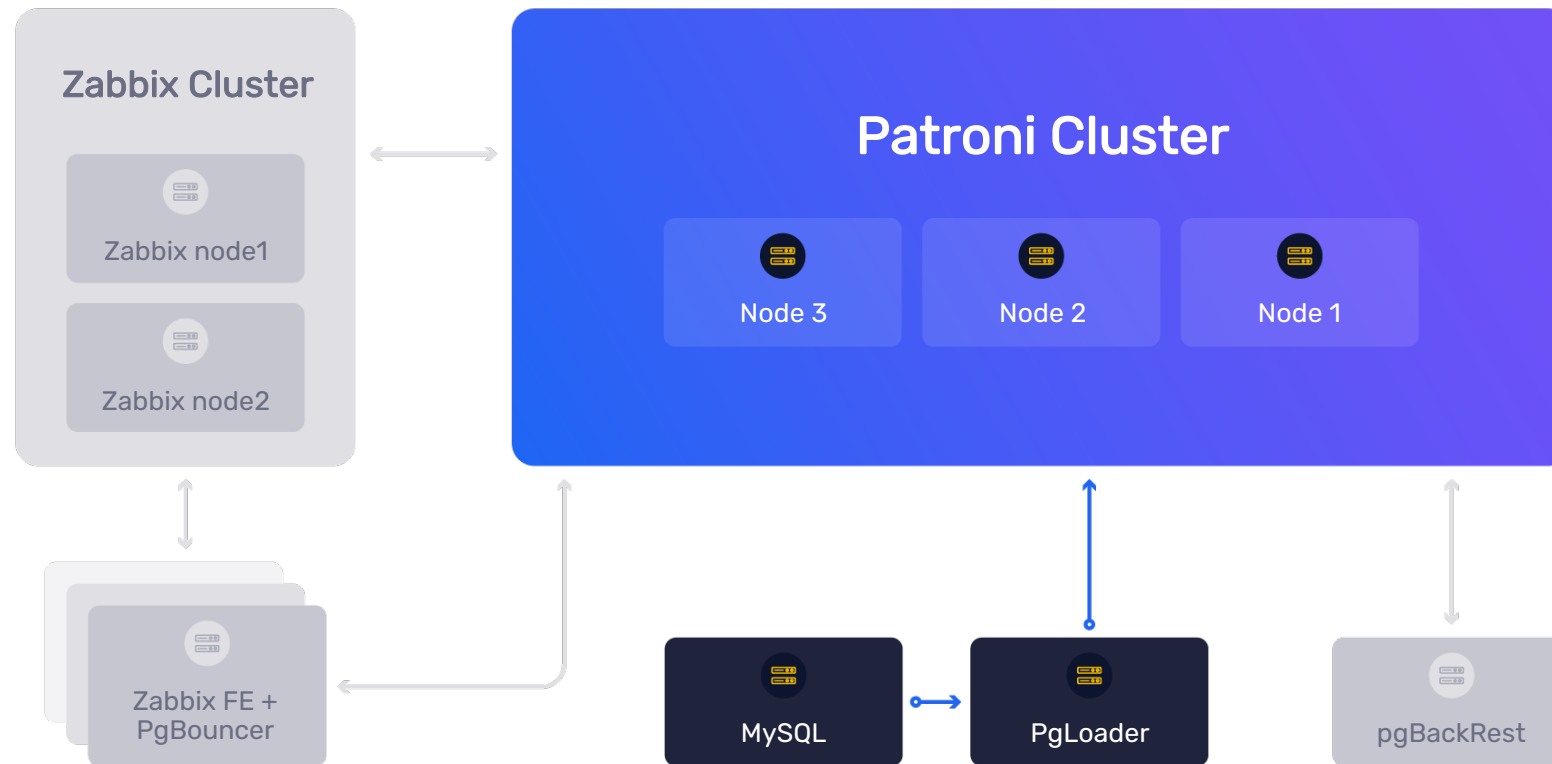 Zabbix Cluster
Zabbix node1
Zabbix node2
Patroni Cluster
Node 3
Node 2
Node 1
Zabbix FE +
PgBouncer
MySQL
PgLoader
pgBackRest